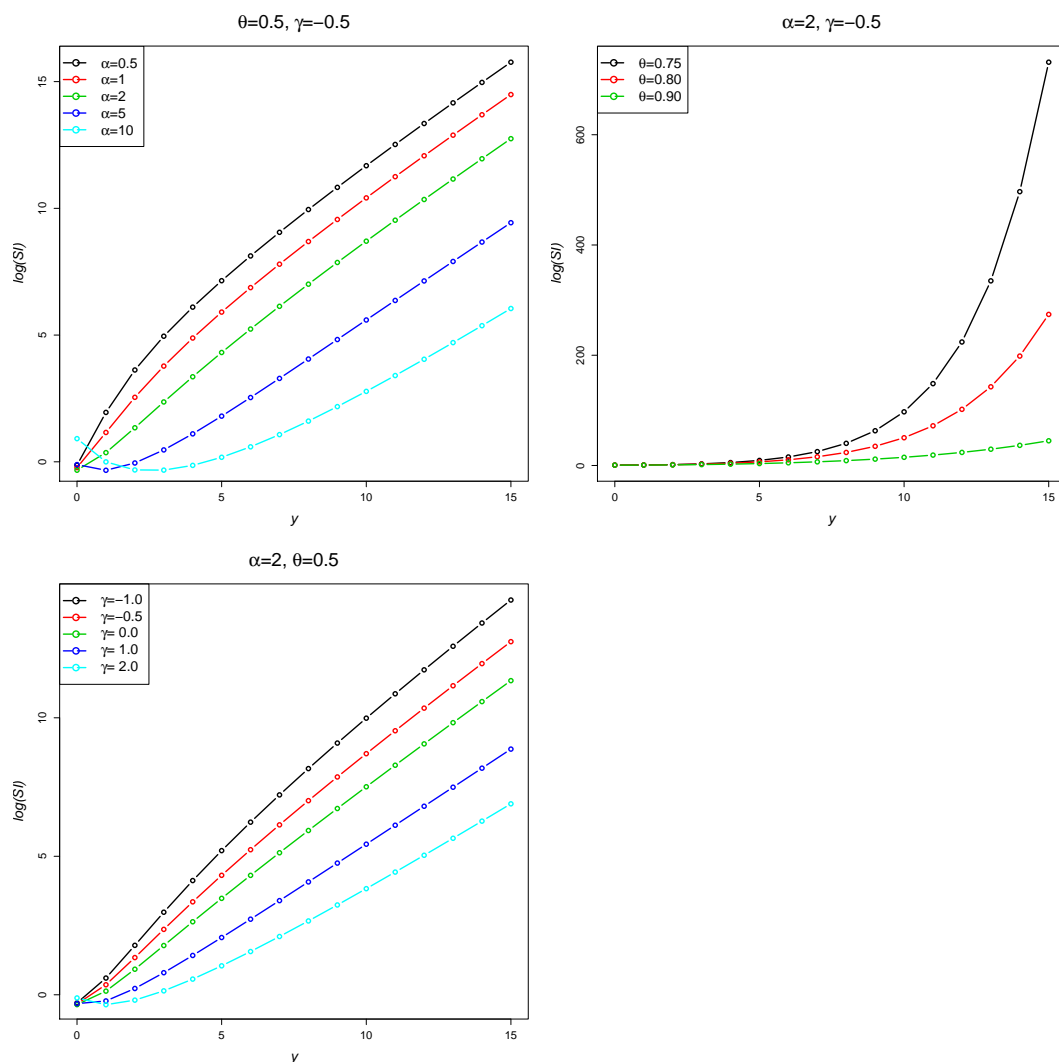 θ=0.5, γ=−0.5
α=0.5
α=1
α=2
α=5
α=10
15
10
5
0
log(SI)
0 5 10 15
y
α=2, γ=−0.5
θ=0.75
θ=0.80
θ=0.90
600
400
200
0
log(SI)
0 5 10 15
y
α=2, θ=0.5
γ=−1.0
γ=−0.5
γ= 0.0
γ= 1.0
γ= 2.0
10
5
0
log(SI)
0 5 10 15
y